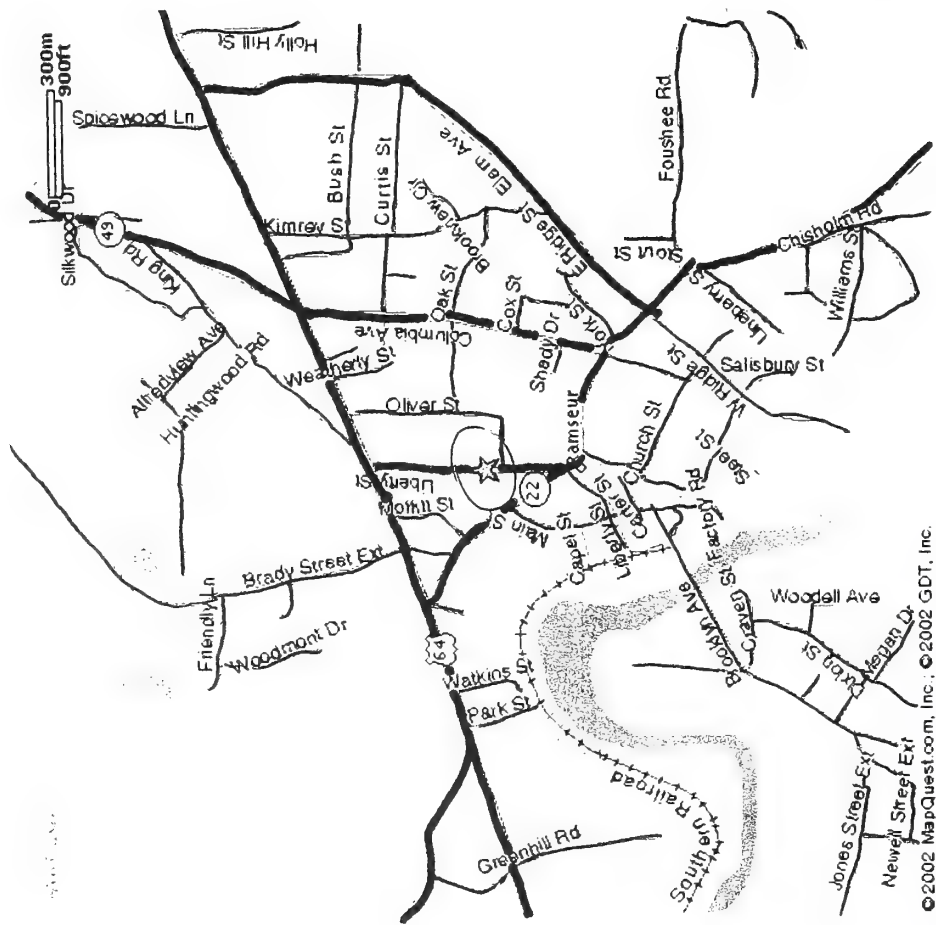 300m
900ft
Holly Hill St
Spicewood Ln
Silkwood Dr
49
King Rd
Bush St
Curtis St
Kimrey St
Elam Ave
Foushee Rd
Brookview Cir
E Ridge St
Stout St
Chisholm Rd
Williams St
Alfredview Ave
Huntingwood Rd
Weatherly St
Columbia Ave
Oak St
Cox St
Shady Dr
York St
Lineberry St
Salisbury St
W Ridge St
Oliver St
Ramseur
Church St
Liberty St
Moffitt St
22
Main St
Capel St
Liberty St
Carter St
Factory Rd
Brady Street Ext
Friendly Ln
Woodmont Dr
64
Watkins St
Park St
Brooklyn Ave
Craven St
Woodell Ave
Dixon St
Megan Dr
Southern Railroad
Greenhill Rd
Jones Street Ext
Newell Street Ext
©2002 MapQuest.com, Inc.; ©2002 GDT, Inc.